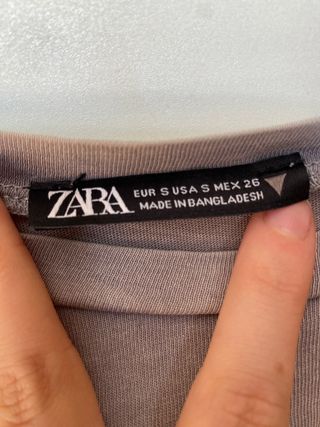 ZARA
EUR S USA S MEX 26
MADE IN BANGLADESH